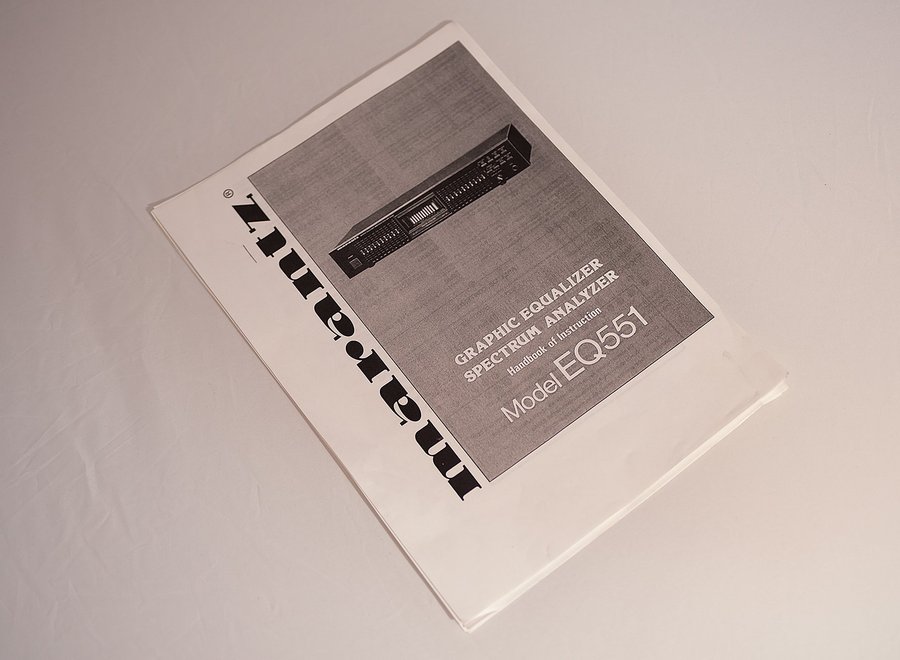 marantz®
GRAPHIC EQUALIZER
SPECTRUM ANALYZER
Handbook of Instruction
Model EQ551